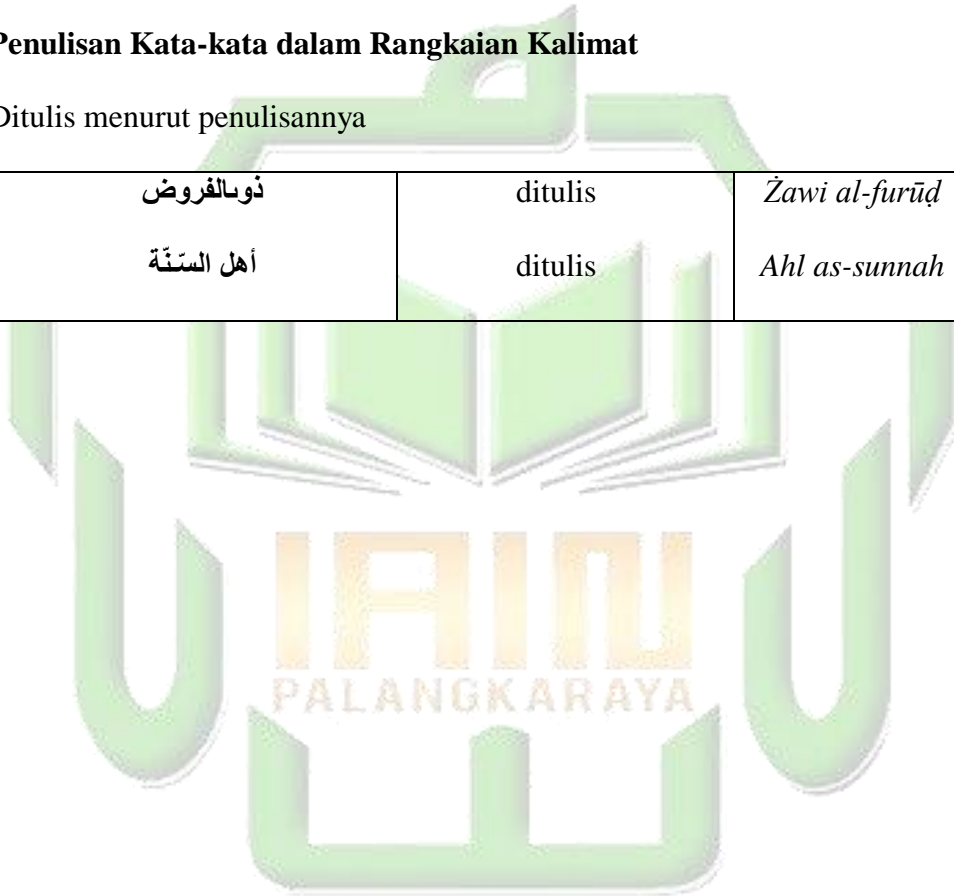 Penulisan Kata-kata dalam Rangkaian Kalimat
Ditulis menurut penulisannya
ذوىالفروض ditulis Żawi al-furūḍ
أهل السّنّة ditulis Ahl as-sunnah
IAIN
PALANGKARAYA